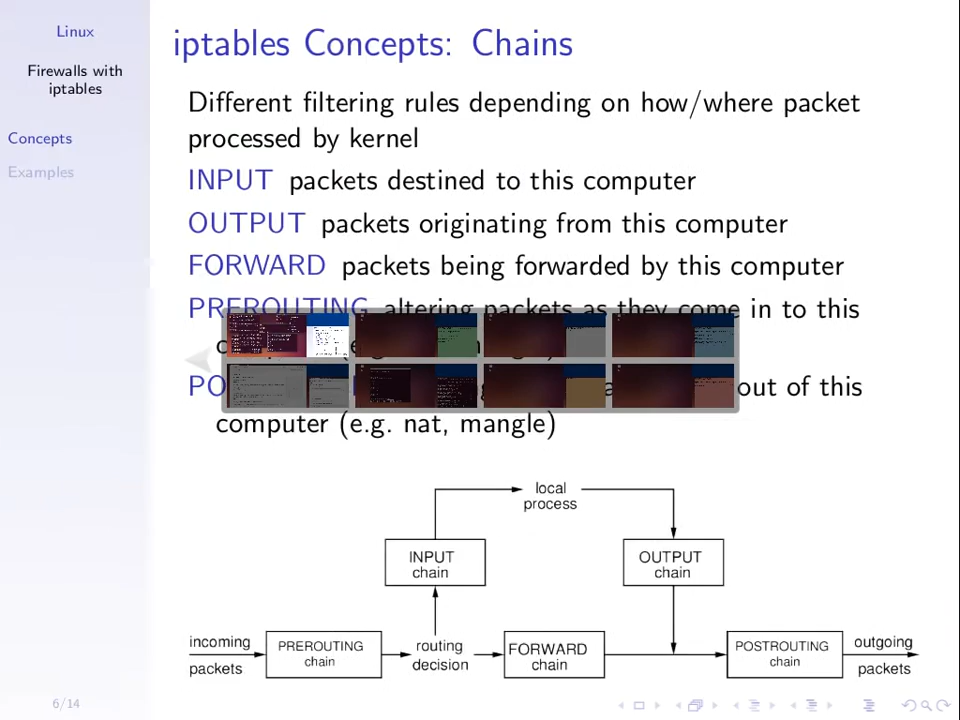 Linux
Firewalls with
iptables
Concepts
Examples
iptables Concepts: Chains
Different filtering rules depending on how/where packet
processed by kernel
INPUT packets destined to this computer
OUTPUT packets originating from this computer
FORWARD packets being forwarded by this computer
PREROUTING altering packets as they come in to this
out of this
computer (e.g. nat, mangle)
local
process
INPUT
chain
OUTPUT
chain
incoming
packets
PREROUTING
chain
routing
decision
FORWARD
chain
POSTROUTING
chain
outgoing
packets
6/14